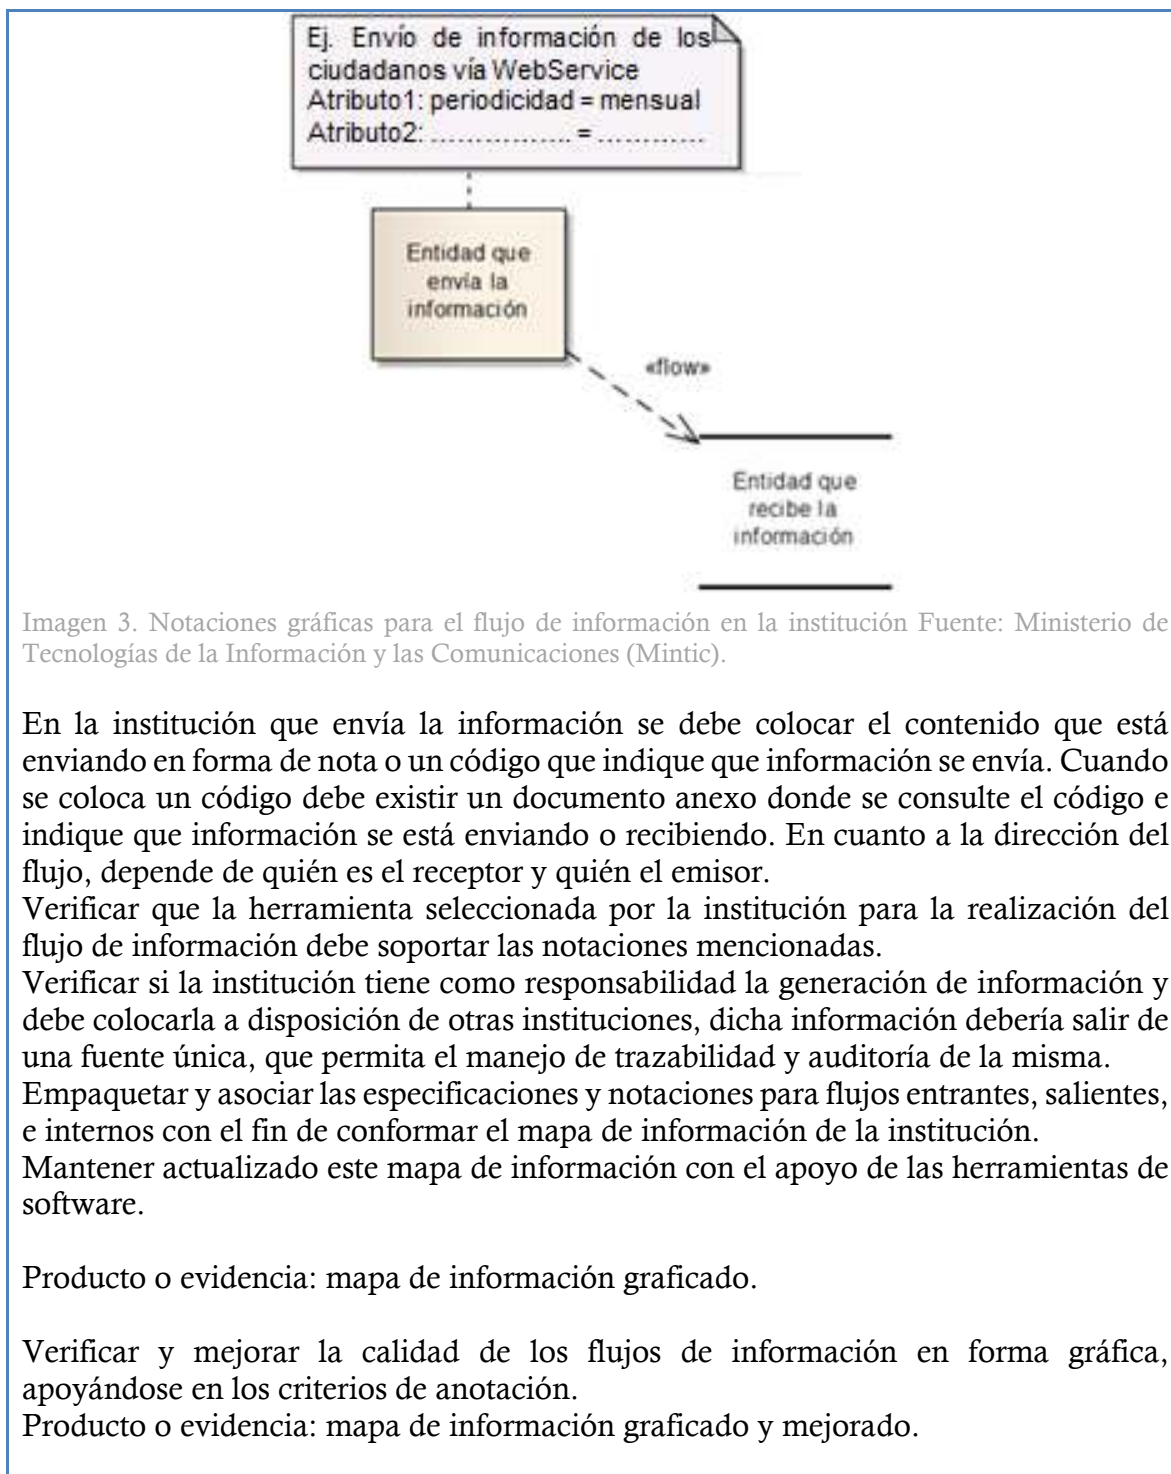 Ej. Envío de información de los
ciudadanos vía WebService
Atributo1: periodicidad = mensual
Atributo2: ................. = .............
Entidad que
envía la
información
«flow»
Entidad que
recibe la
información
Imagen 3. Notaciones gráficas para el flujo de información en la institución Fuente: Ministerio de
Tecnologías de la Información y las Comunicaciones (Mintic).
En la institución que envía la información se debe colocar el contenido que está
enviando en forma de nota o un código que indique que información se envía. Cuando
se coloca un código debe existir un documento anexo donde se consulte el código e
indique que información se está enviando o recibiendo. En cuanto a la dirección del
flujo, depende de quién es el receptor y quién el emisor.
Verificar que la herramienta seleccionada por la institución para la realización del
flujo de información debe soportar las notaciones mencionadas.
Verificar si la institución tiene como responsabilidad la generación de información y
debe colocarla a disposición de otras instituciones, dicha información debería salir de
una fuente única, que permita el manejo de trazabilidad y auditoría de la misma.
Empaquetar y asociar las especificaciones y notaciones para flujos entrantes, salientes,
e internos con el fin de conformar el mapa de información de la institución.
Mantener actualizado este mapa de información con el apoyo de las herramientas de
software.
Producto o evidencia: mapa de información graficado.
Verificar y mejorar la calidad de los flujos de información en forma gráfica,
apoyándose en los criterios de anotación.
Producto o evidencia: mapa de información graficado y mejorado.